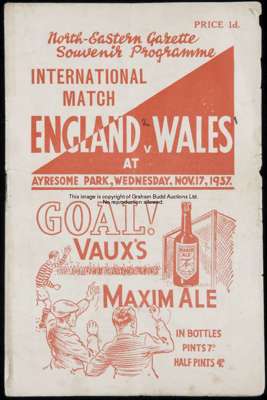 PRICE 1d.
North-Eastern Gazette
Souvenir Programme
INTERNATIONAL
MATCH
ENGLAND 2 v. WALES 1
AT
AYRESOME PARK, WEDNESDAY, NOV. 17, 1937.
This image is copyright of Graham Budd Auctions Ltd.
No reproduction allowed.
GOAL!
VAUX'S
MAXIM ALE
IN BOTTLES
PINTS 7D.
HALF PINTS 4D.